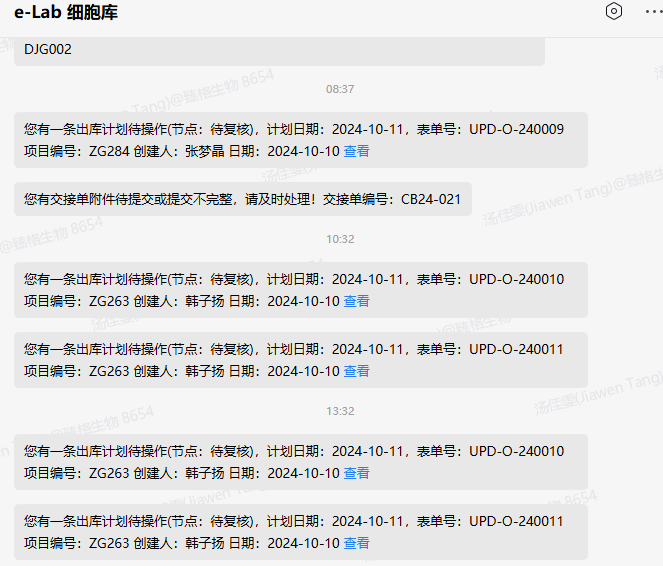 e-Lab 细胞库
DJG002
08:37
您有一条出库计划待操作(节点：待复核)，计划日期：2024-10-11，表单号：UPD-O-240009
项目编号：ZG284 创建人：张梦晶 日期：2024-10-10 查看
您有交接单附件待提交或提交不完整，请及时处理！交接单编号：CB24-021
10:32
您有一条出库计划待操作(节点：待复核)，计划日期：2024-10-11，表单号：UPD-O-240010
项目编号：ZG263 创建人：韩子扬 日期：2024-10-10 查看
您有一条出库计划待操作(节点：待复核)，计划日期：2024-10-11，表单号：UPD-O-240011
项目编号：ZG263 创建人：韩子扬 日期：2024-10-10 查看
13:32
您有一条出库计划待操作(节点：待复核)，计划日期：2024-10-11，表单号：UPD-O-240010
项目编号：ZG263 创建人：韩子扬 日期：2024-10-10 查看
您有一条出库计划待操作(节点：待复核)，计划日期：2024-10-11，表单号：UPD-O-240011
项目编号：ZG263 创建人：韩子扬 日期：2024-10-10 查看